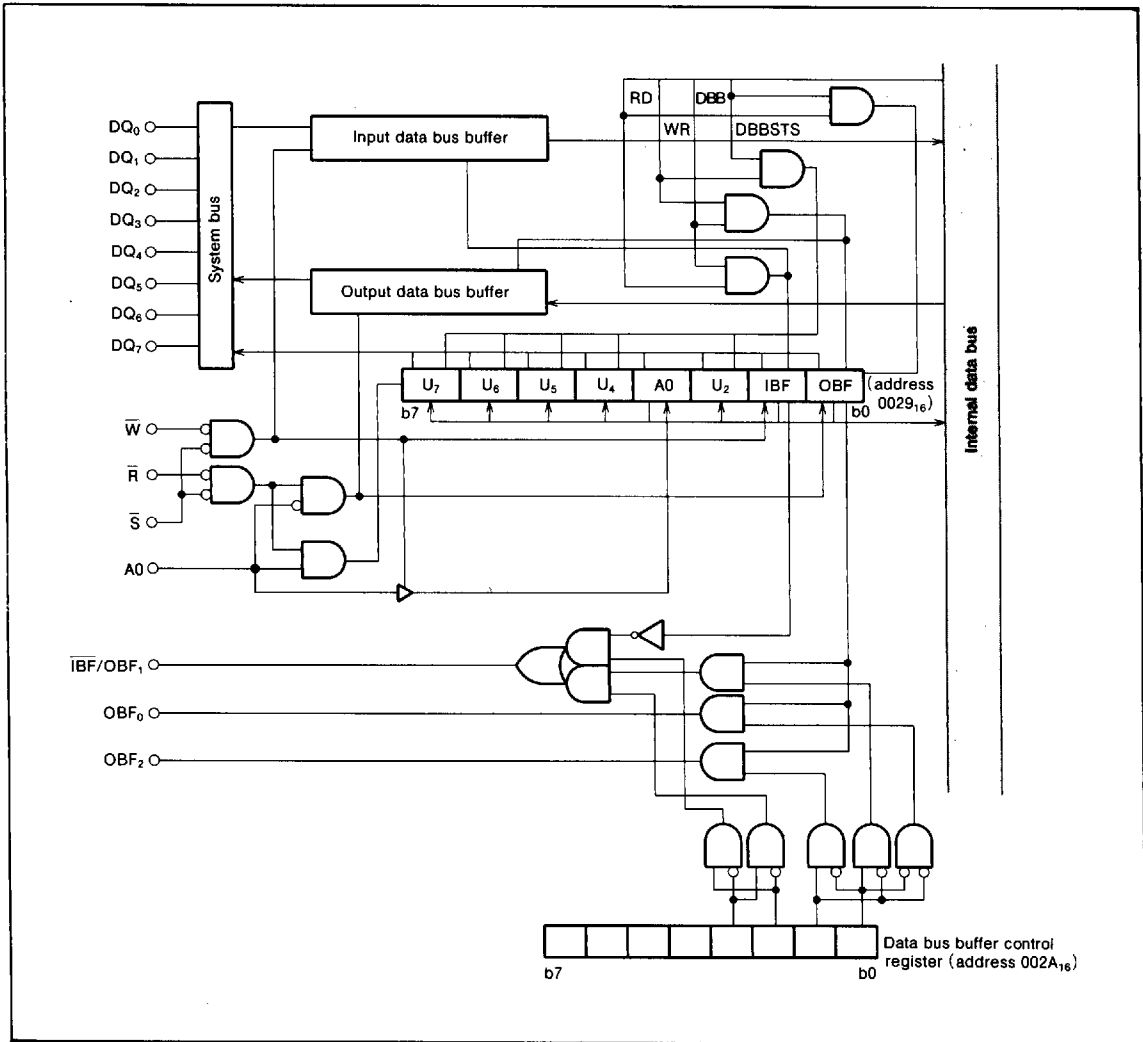 RD DBB
DQ₀
Input data bus buffer
WR DBBSTS
DQ₁
DQ₂
DQ₃
System bus
DQ₄
DQ₅
Output data bus buffer
DQ₆
DQ₇
U₇ U₆ U₅ U₄ A0 U₂ IBF OBF (address
b7 b0 0029₁₆)
Internal data bus
W̅
R̅
S̅
A0
I̅B̅F̅/OBF₁
OBF₀
OBF₂
Data bus buffer control
b7 b0 register (address 002A₁₆)